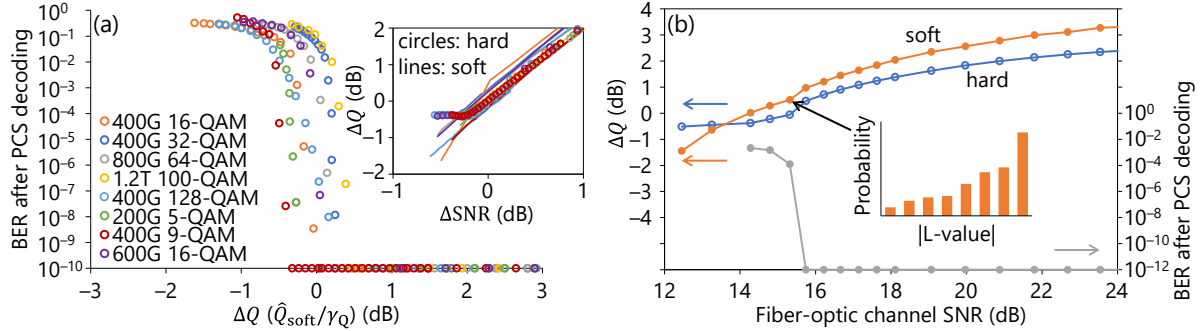 (a)
BER after PCS decoding
10^0
10^-1
10^-2
10^-3
10^-4
10^-5
10^-6
10^-7
10^-8
10^-9
10^-10
400G 16-QAM
400G 32-QAM
800G 64-QAM
1.2T 100-QAM
400G 128-QAM
200G 5-QAM
400G 9-QAM
600G 16-QAM
−3 −2 −1 0 1 2 3
ΔQ (Q̂_soft/γ_Q) (dB)
circles: hard
lines: soft
ΔQ (dB)
2
1
0
−1
−2
−1 0 1
ΔSNR (dB)
(b)
ΔQ (dB)
4
3
2
1
0
−1
−2
−3
−4
soft
hard
Probability
|L-value|
10^0
10^-2
10^-4
10^-6
10^-8
10^-10
10^-12
BER after PCS decoding
12 14 16 18 20 22 24
Fiber-optic channel SNR (dB)